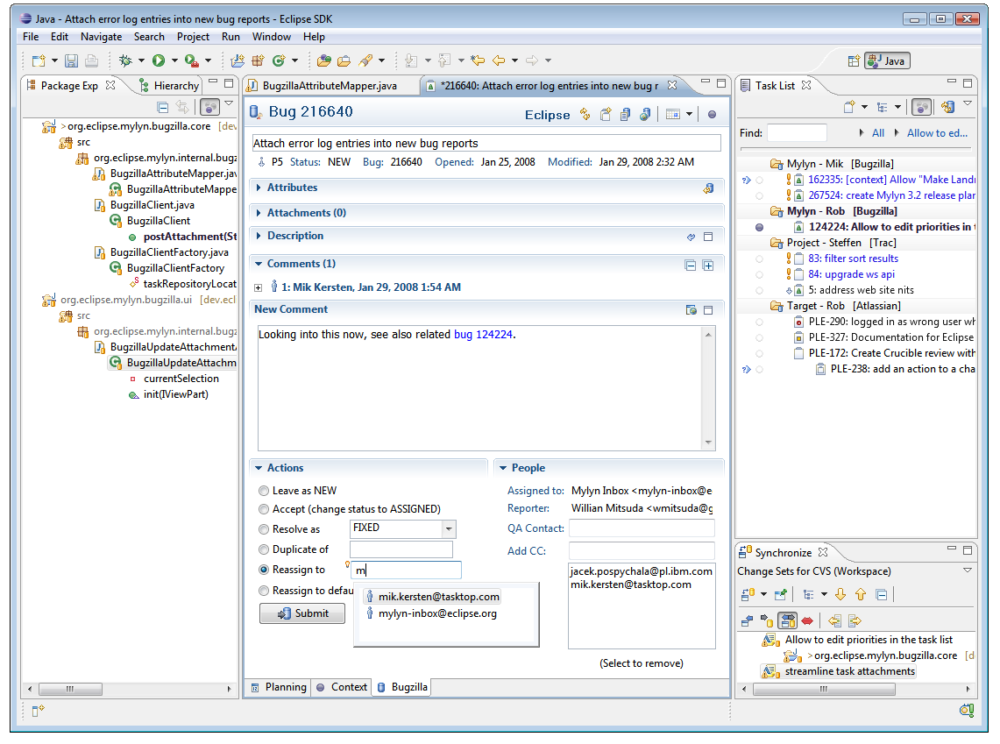 Java - Attach error log entries into new bug reports - Eclipse SDK
File Edit Navigate Search Project Run Window Help
Java
Package Exp
Hierarchy
>org.eclipse.mylyn.bugzilla.core [dev
src
org.eclipse.mylyn.internal.bugz
BugzillaAttributeMapper.jav
BugzillaAttributeMappe
BugzillaClient.java
BugzillaClient
postAttachment(St
BugzillaClientFactory.java
BugzillaClientFactory
taskRepositoryLocat
org.eclipse.mylyn.bugzilla.ui [dev.ecl
src
org.eclipse.mylyn.internal.bugz
BugzillaUpdateAttachment
BugzillaUpdateAttachm
currentSelection
init(IViewPart)
BugzillaAttributeMapper.java
*216640: Attach error log entries into new bug r
Bug 216640
Eclipse
Attach error log entries into new bug reports
P5 Status: NEW Bug: 216640 Opened: Jan 25, 2008 Modified: Jan 29, 2008 2:32 AM
Attributes
Attachments (0)
Description
Comments (1)
1: Mik Kersten, Jan 29, 2008 1:54 AM
New Comment
Looking into this now, see also related bug 124224.
Actions
Leave as NEW
Accept (change status to ASSIGNED)
Resolve as FIXED
Duplicate of
Reassign to m
Reassign to defau
mik.kersten@tasktop.com
mylyn-inbox@eclipse.org
Submit
People
Assigned to: Mylyn Inbox <mylyn-inbox@e
Reporter: Willian Mitsuda <wmitsuda@g
QA Contact:
Add CC:
jacek.pospychala@pl.ibm.com
mik.kersten@tasktop.com
(Select to remove)
Planning Context Bugzilla
Task List
Find: All Allow to ed...
Mylyn - Mik [Bugzilla]
162335: [context] Allow "Make Landr
267524: create Mylyn 3.2 release plan
Mylyn - Rob [Bugzilla]
124224: Allow to edit priorities in t
Project - Steffen [Trac]
83: filter sort results
84: upgrade ws api
5: address web site nits
Target - Rob [Atlassian]
PLE-290: logged in as wrong user wh
PLE-327: Documentation for Eclipse
PLE-172: Create Crucible review with
PLE-238: add an action to a cha
Synchronize
Change Sets for CVS (Workspace)
Allow to edit priorities in the task list
>org.eclipse.mylyn.bugzilla.core [d
streamline task attachments